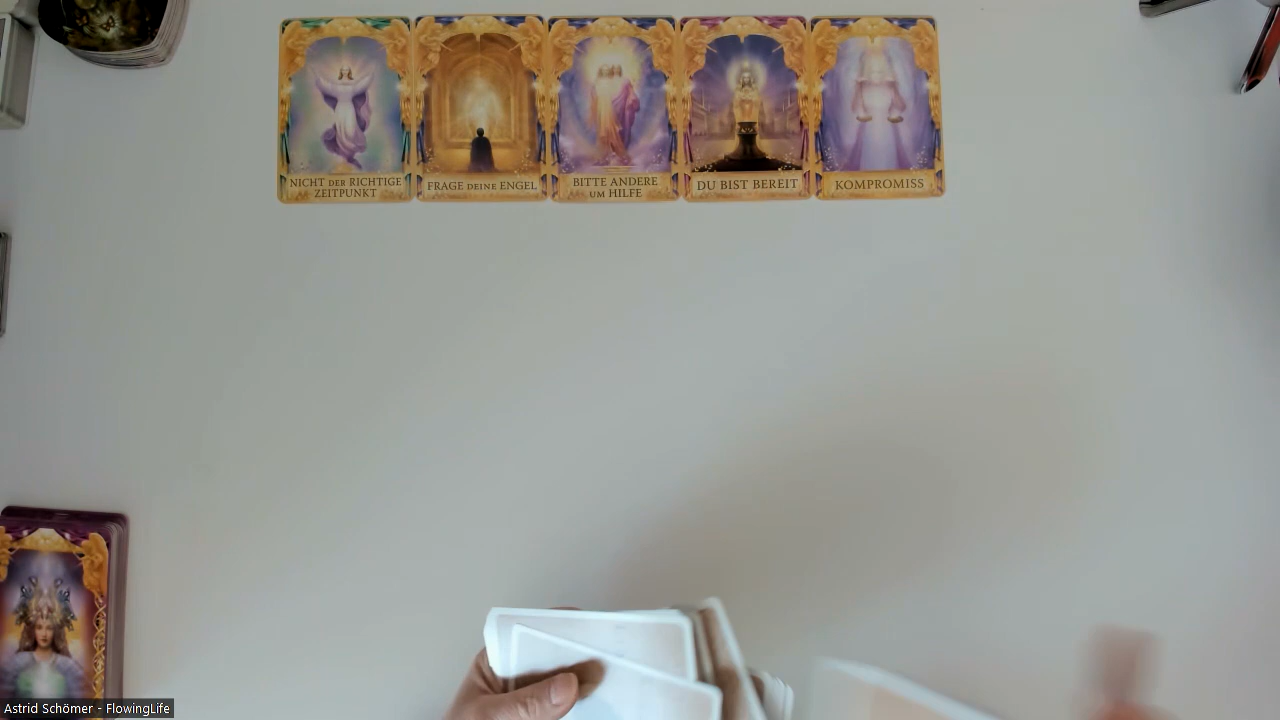 NICHT DER RICHTIGE
ZEITPUNKT
FRAGE DEINE ENGEL
BITTE ANDERE
UM HILFE
DU BIST BEREIT
KOMPROMISS
Astrid Schömer - FlowingLife